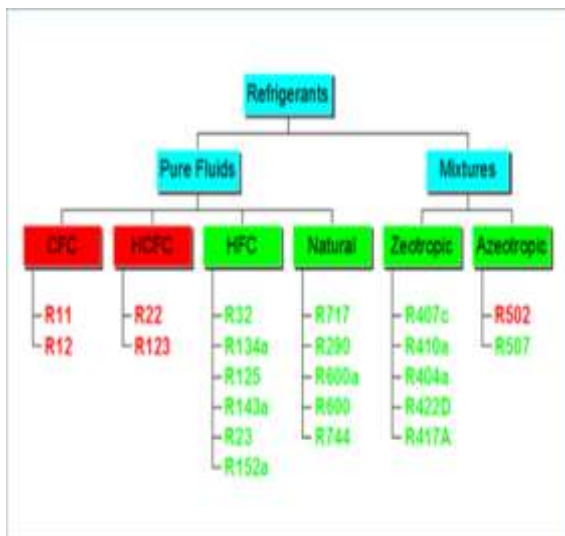 Refrigerants
Pure Fluids
Mixtures
CFC
HCFC
HFC
Natural
Zeotropic
Azeotropic
R11
R12
R22
R123
R32
R134a
R125
R143a
R23
R152a
R717
R290
R600a
R600
R744
R407c
R410a
R404a
R422D
R417A
R502
R507